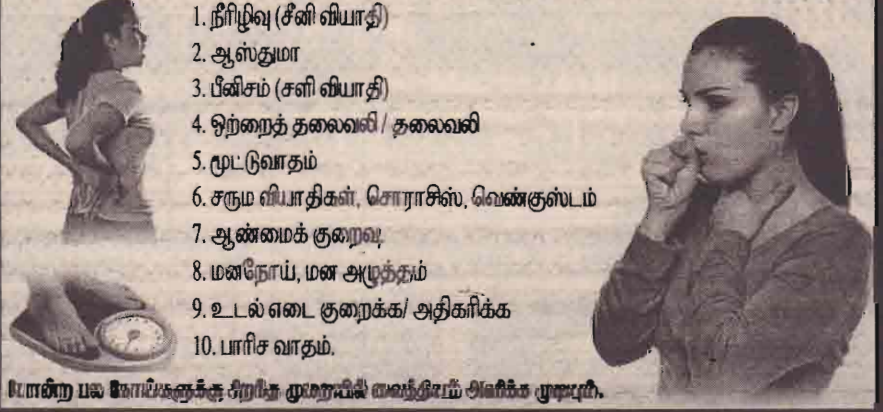 1. நீரிழிவு (சீனி வியாதி)
2. ஆஸ்துமா
3. பீனிசம் (சளி வியாதி)
4. ஒற்றைத் தலைவலி / தலைவலி
5. மூட்டுவாதம்
6. சரும வியாதிகள், சொராசிஸ், வெண்குஸ்டம்
7. ஆண்மைக் குறைவு
8. மனநோய், மன அழுத்தம்
9. உடல் எடை குறைக்க/ அதிகரிக்க
10. பாரிச வாதம்.
போன்ற பல நோய்களுக்கு சிறந்த முறையில் வைத்தியம் அளிக்க முடியும்.